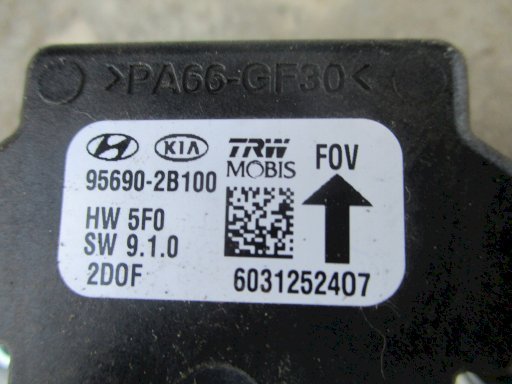 >PA66-GF30<
KIA TRW MOBIS FOV
95690-2B100
HW 5F0
SW 9.1.0
2DOF 6031252407